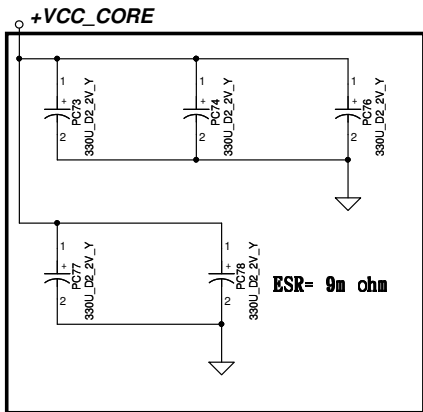 +VCC_CORE
1
+
2
PC73
330U_D2_2V_Y
1
+
2
PC74
330U_D2_2V_Y
1
+
2
PC76
330U_D2_2V_Y
1
+
2
PC77
330U_D2_2V_Y
1
+
2
PC78
330U_D2_2V_Y
ESR= 9m ohm